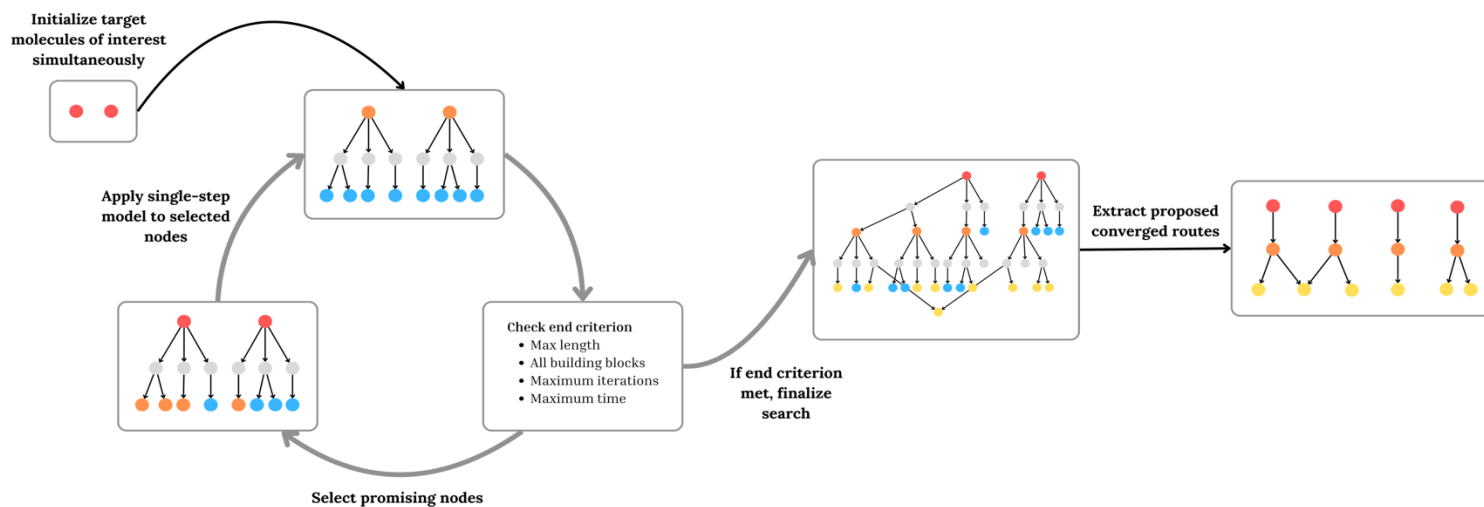 Initialize target
molecules of interest
simultaneously
Apply single-step
model to selected
nodes
Check end criterion
• Max length
• All building blocks
• Maximum iterations
• Maximum time
Select promising nodes
If end criterion
met, finalize
search
Extract proposed
converged routes